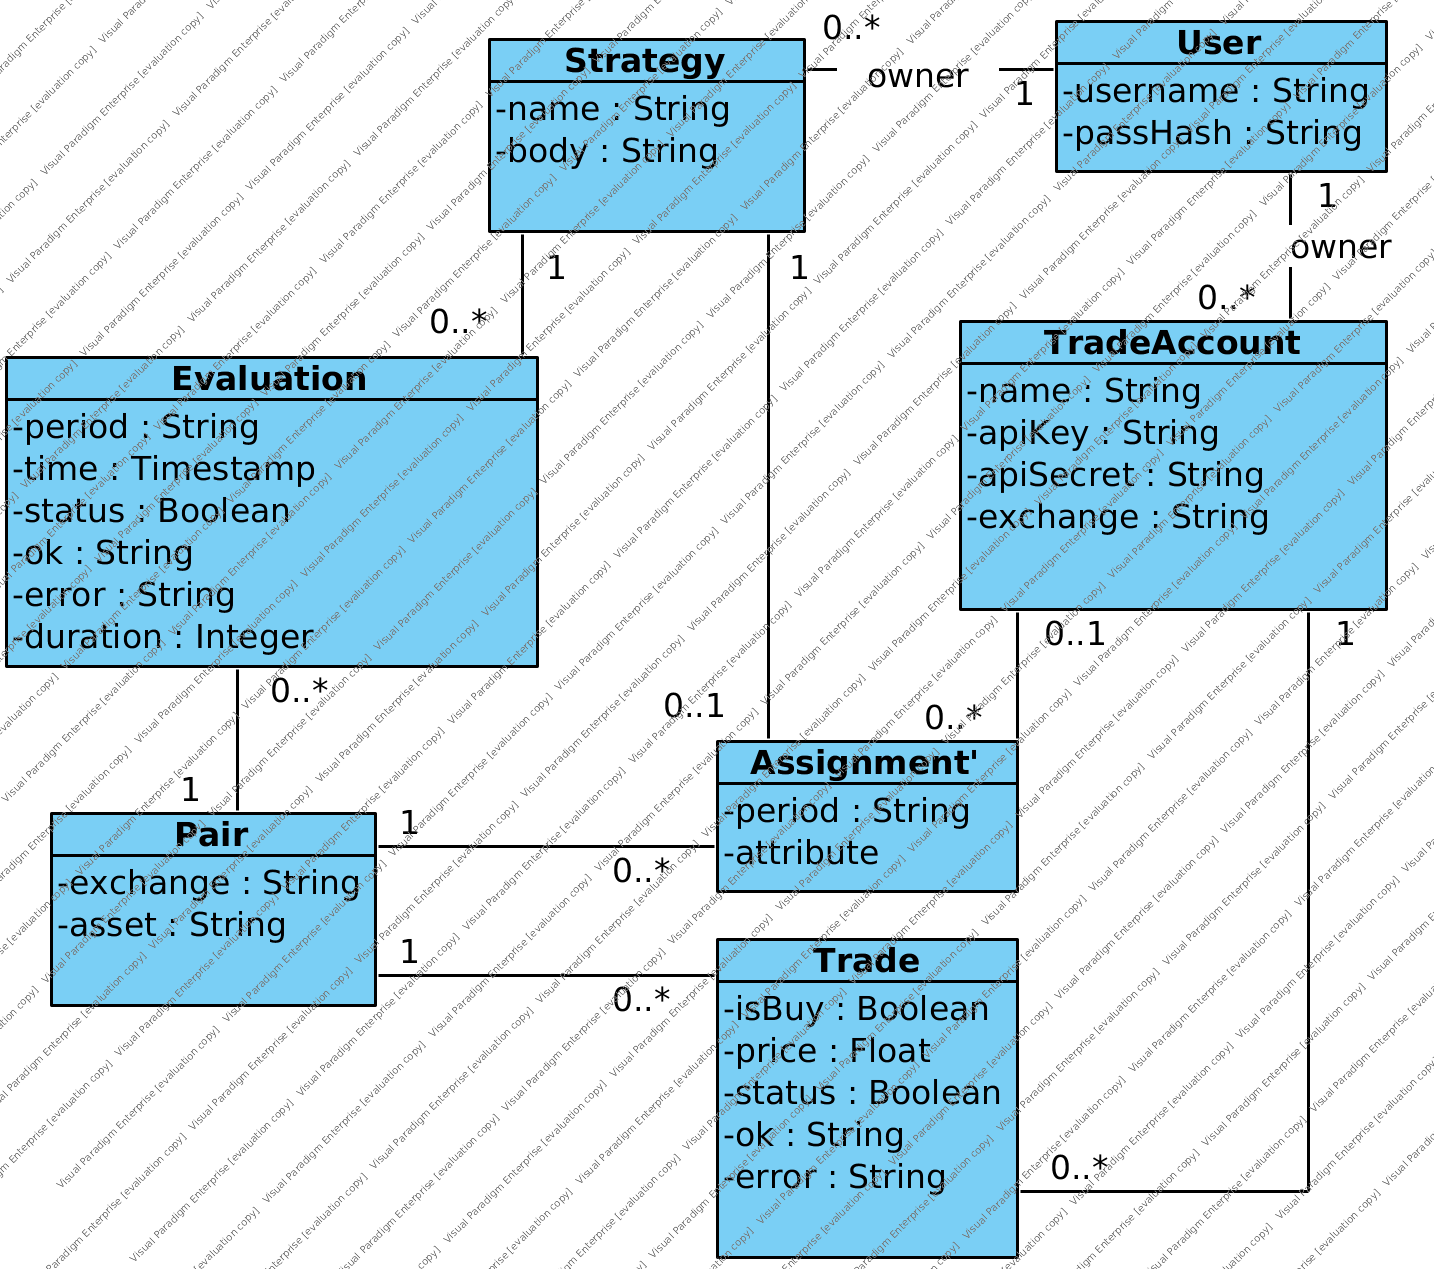 Strategy
-name : String
-body : String
0..*
owner
1
User
-username : String
-passHash : String
1
owner
0..*
1
0..*
1
TradeAccount
-name : String
-apiKey : String
-apiSecret : String
-exchange : String
Evaluation
-period : String
-time : Timestamp
-status : Boolean
-ok : String
-error : String
-duration : Integer
0..1
1
0..*
0..1
0..*
1
Assignment'
-period : String
-attribute
Pair
-exchange : String
-asset : String
1
0..*
1
0..*
Trade
-isBuy : Boolean
-price : Float
-status : Boolean
-ok : String
-error : String
0..*
Visual Paradigm Enterprise [evaluation copy]